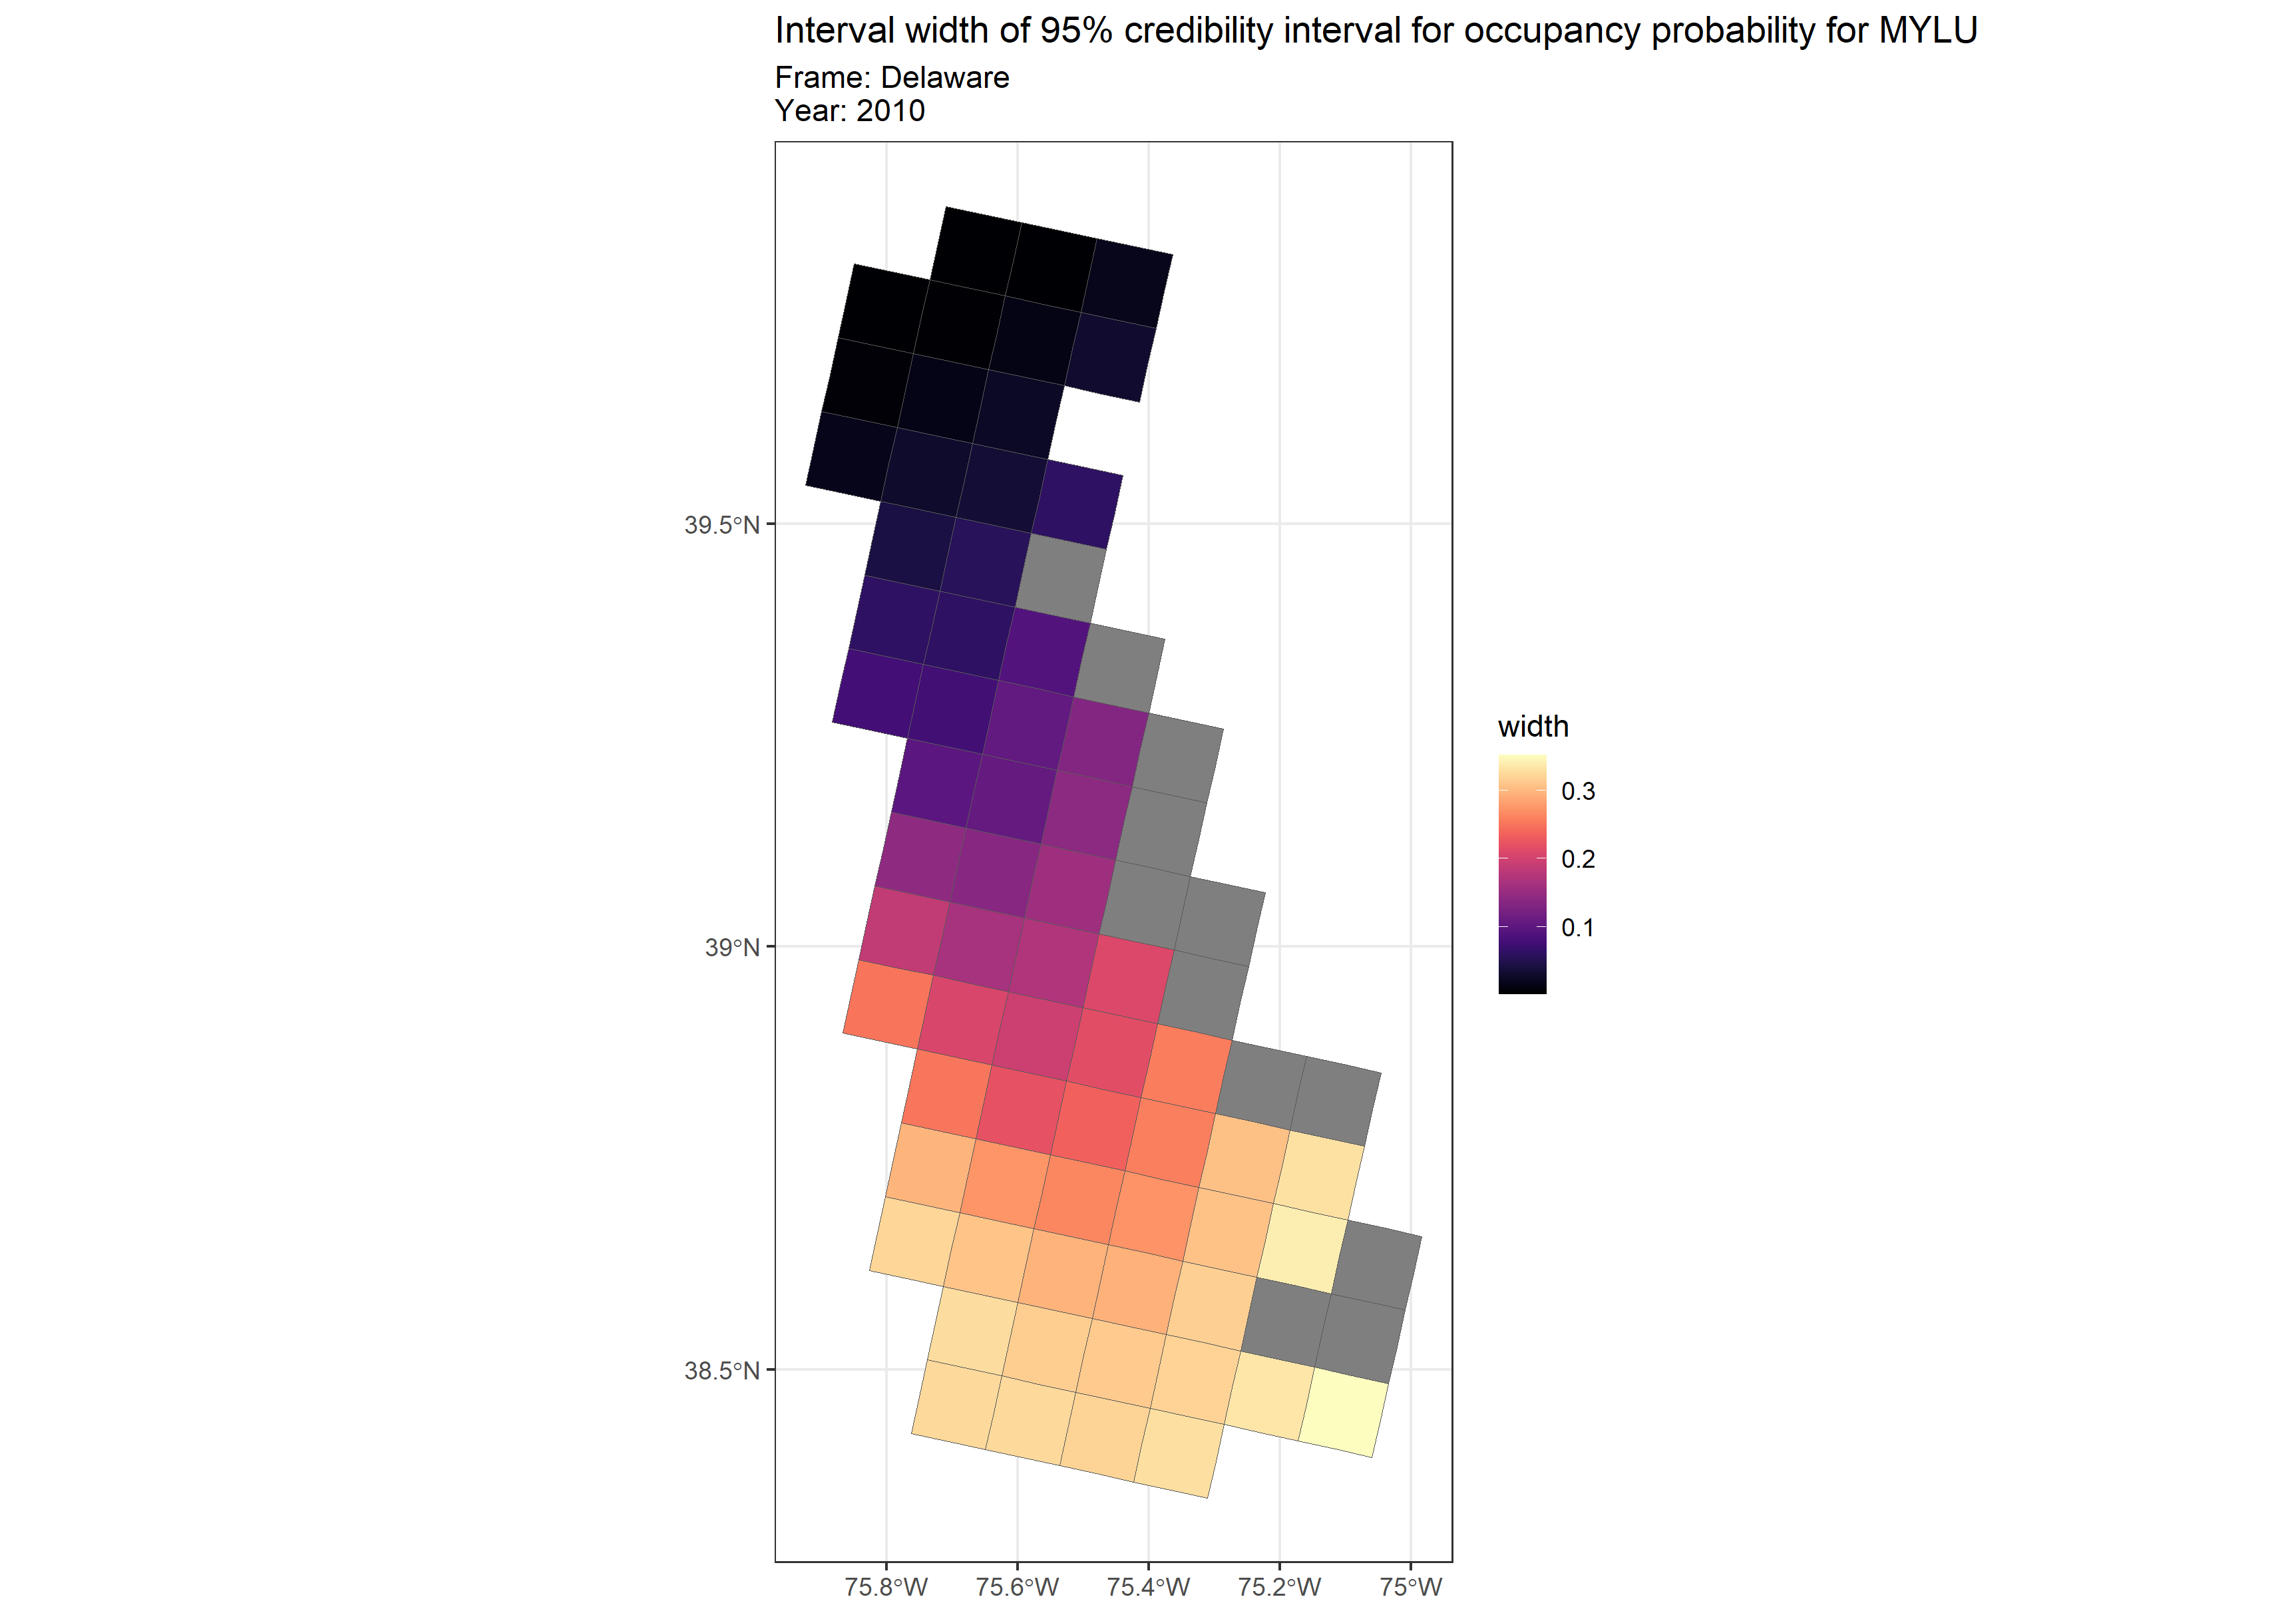 Interval width of 95% credibility interval for occupancy probability for MYLU
Frame: Delaware
Year: 2010
39.5°N
39°N
38.5°N
75.8°W
75.6°W
75.4°W
75.2°W
75°W
width
0.3
0.2
0.1